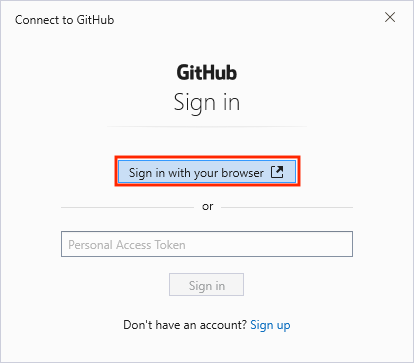 Connect to GitHub
GitHub
Sign in
Sign in with your browser
or
Personal Access Token
Sign in
Don't have an account? Sign up